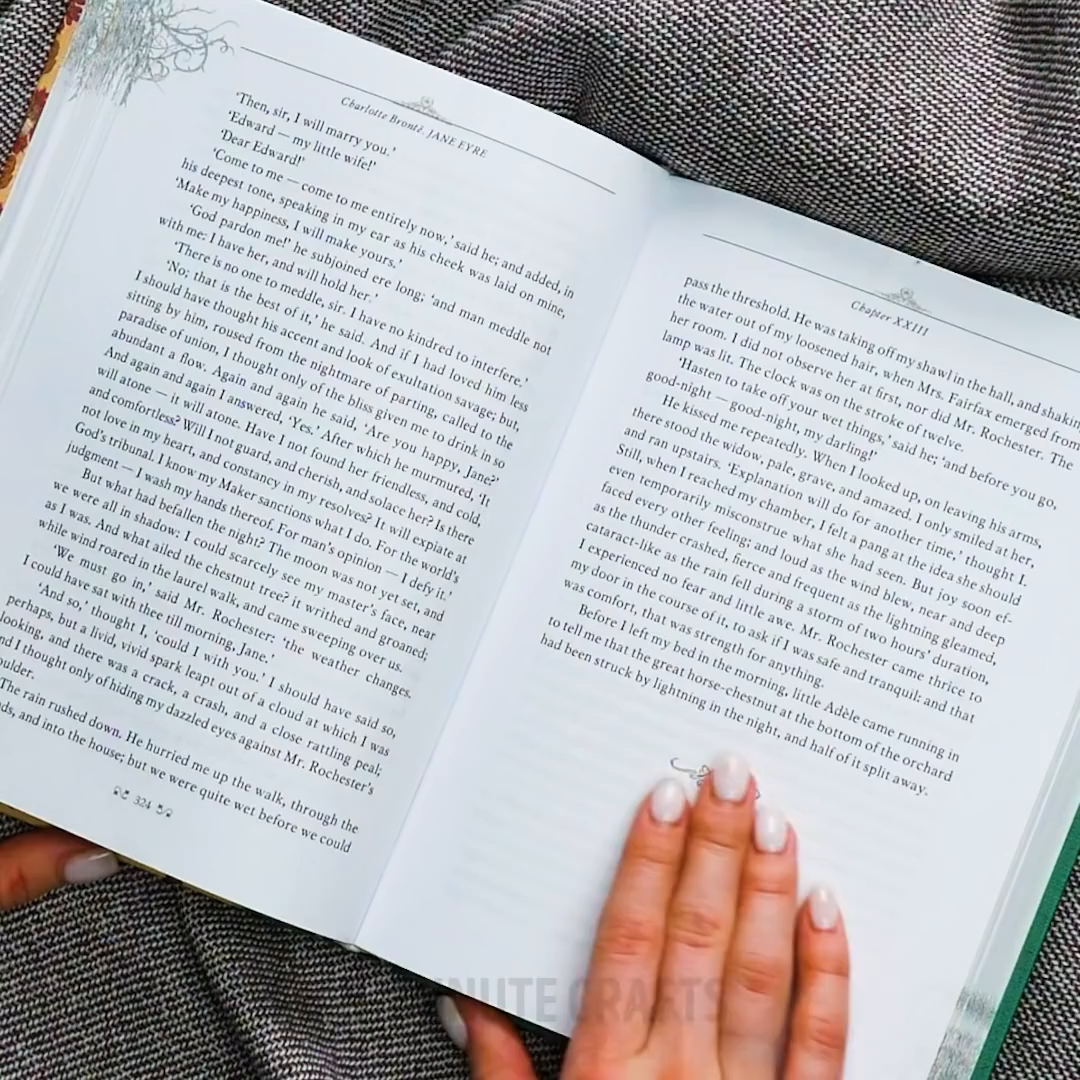 Charlotte Brontë. JANE EYRE
'Then, sir, I will marry you.'
'Edward — my little wife!'
'Dear Edward!'
'Come to me — come to me entirely now,' said he; and added, in
his deepest tone, speaking in my ear as his cheek was laid on mine,
'Make my happiness, I will make yours.'
'God pardon me!' he subjoined ere long; 'and man meddle not
with me: I have her, and will hold her.'
'There is no one to meddle, sir. I have no kindred to interfere.'
'No; that is the best of it,' he said. And if I had loved him less
I should have thought his accent and look of exultation savage; but,
sitting by him, roused from the nightmare of parting, called to the
paradise of union, I thought only of the bliss given me to drink in so
abundant a flow. Again and again he said, 'Are you happy, Jane?'
And again and again I answered, 'Yes.' After which he murmured, 'It
will atone — it will atone. Have I not found her friendless, and cold,
and comfortless? Will I not guard, and cherish, and solace her? Is there
not love in my heart, and constancy in my resolves? It will expiate at
God's tribunal. I know my Maker sanctions what I do. For the world's
judgment — I wash my hands thereof. For man's opinion — I defy it.'
But what had befallen the night? The moon was not yet set, and
we were all in shadow: I could scarcely see my master's face, near
as I was. And what ailed the chestnut tree? it writhed and groaned;
while wind roared in the laurel walk, and came sweeping over us.
'We must go in,' said Mr. Rochester: 'the weather changes.
I could have sat with thee till morning, Jane.'
'And so,' thought I, 'could I with you.' I should have said so,
perhaps, but a livid, vivid spark leapt out of a cloud at which I was
looking, and there was a crack, a crash, and a close rattling peal;
nd I thought only of hiding my dazzled eyes against Mr. Rochester's
oulder.
The rain rushed down. He hurried me up the walk, through the
ds, and into the house; but we were quite wet before we could
324
Chapter XXIII
pass the threshold. He was taking off my shawl in the hall, and shakin
the water out of my loosened hair, when Mrs. Fairfax emerged from
her room. I did not observe her at first, nor did Mr. Rochester. The
lamp was lit. The clock was on the stroke of twelve.
'Hasten to take off your wet things,' said he; 'and before you go,
good-night — good-night, my darling!'
He kissed me repeatedly. When I looked up, on leaving his arms,
there stood the widow, pale, grave, and amazed. I only smiled at her,
and ran upstairs. 'Explanation will do for another time,' thought I.
Still, when I reached my chamber, I felt a pang at the idea she should
even temporarily misconstrue what she had seen. But joy soon ef-
faced every other feeling; and loud as the wind blew, near and deep
as the thunder crashed, fierce and frequent as the lightning gleamed,
cataract-like as the rain fell during a storm of two hours' duration,
I experienced no fear and little awe. Mr. Rochester came thrice to
my door in the course of it, to ask if I was safe and tranquil: and that
was comfort, that was strength for anything.
Before I left my bed in the morning, little Adèle came running in
to tell me that the great horse-chestnut at the bottom of the orchard
had been struck by lightning in the night, and half of it split away.
NUTE CRAFTS